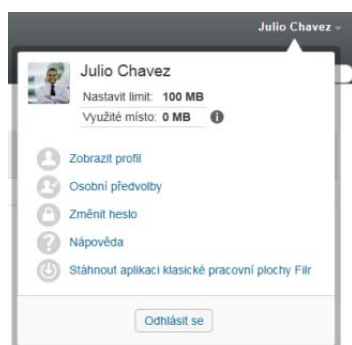 Julio Chavez
Julio Chavez
Nastavit limit: 100 MB
Využité místo: 0 MB
Zobrazit profil
Osobní předvolby
Změnit heslo
Nápověda
Stáhnout aplikaci klasické pracovní plochy Filr
Odhlásit se